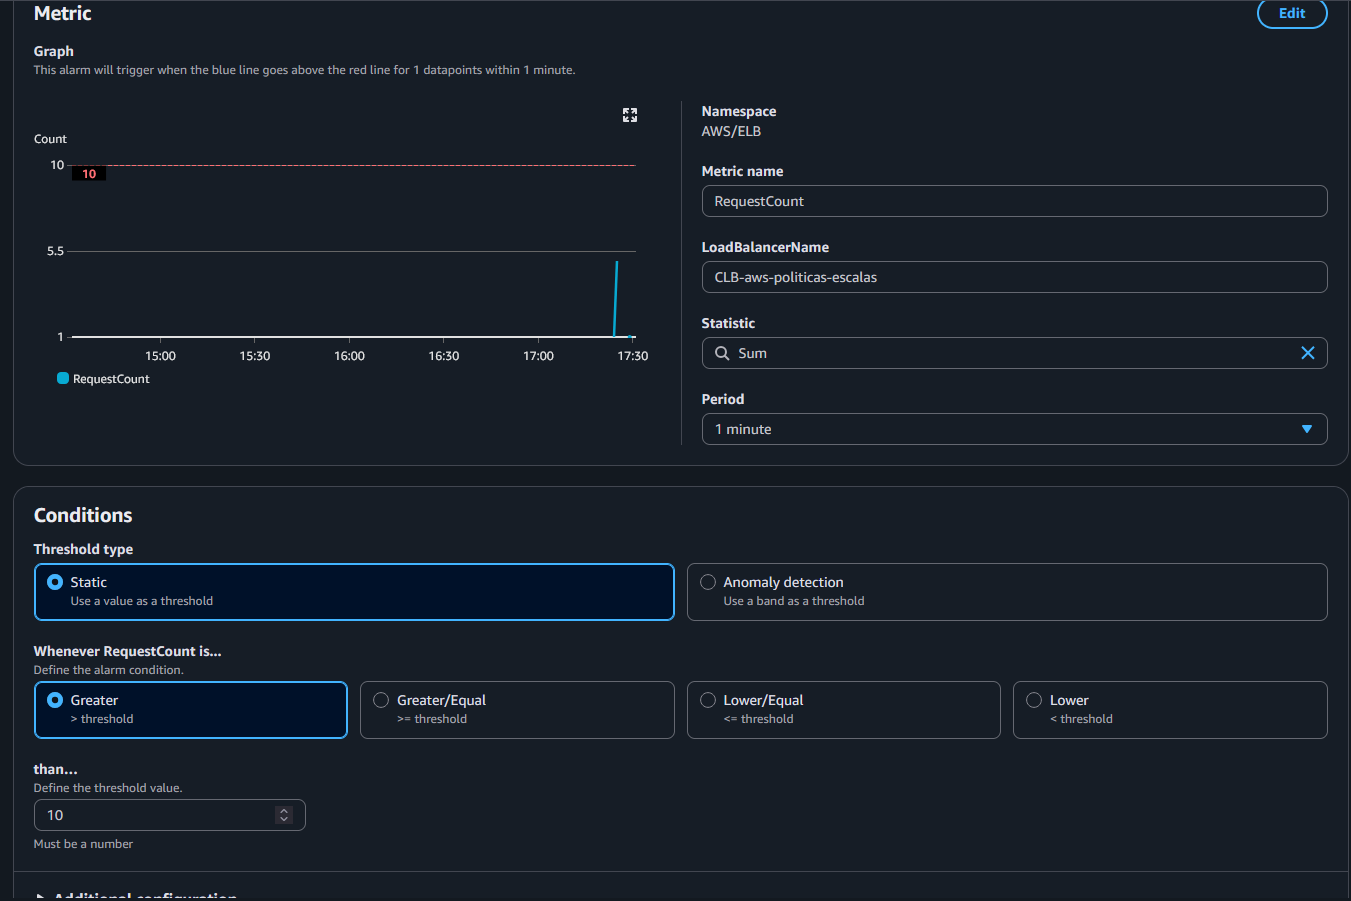 Metric
Edit
Graph
This alarm will trigger when the blue line goes above the red line for 1 datapoints within 1 minute.
Count
10
10
5.5
1
15:00 15:30 16:00 16:30 17:00 17:30
RequestCount
Namespace
AWS/ELB
Metric name
RequestCount
LoadBalancerName
CLB-aws-politicas-escalas
Statistic
Sum
Period
1 minute
Conditions
Threshold type
Static
Use a value as a threshold
Anomaly detection
Use a band as a threshold
Whenever RequestCount is...
Define the alarm condition.
Greater
> threshold
Greater/Equal
>= threshold
Lower/Equal
<= threshold
Lower
< threshold
than...
Define the threshold value.
10
Must be a number
Additional configuration